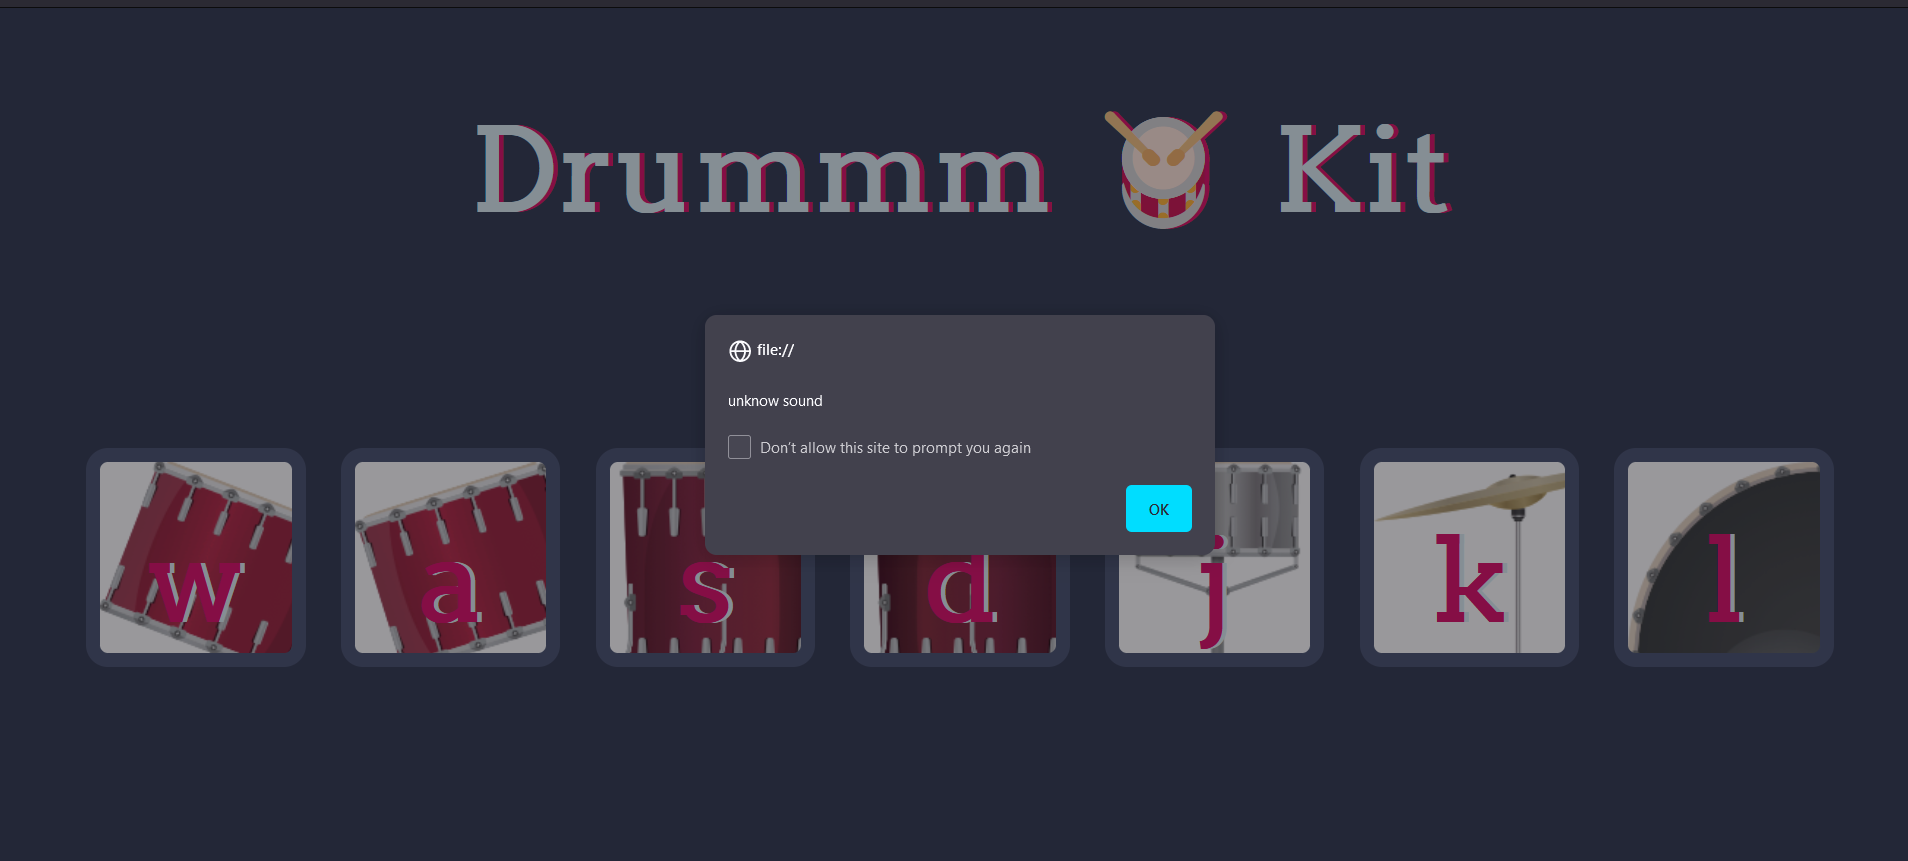 Drummm 🥁 Kit
file://
unknow sound
Don't allow this site to prompt you again
OK
w a s d j k l